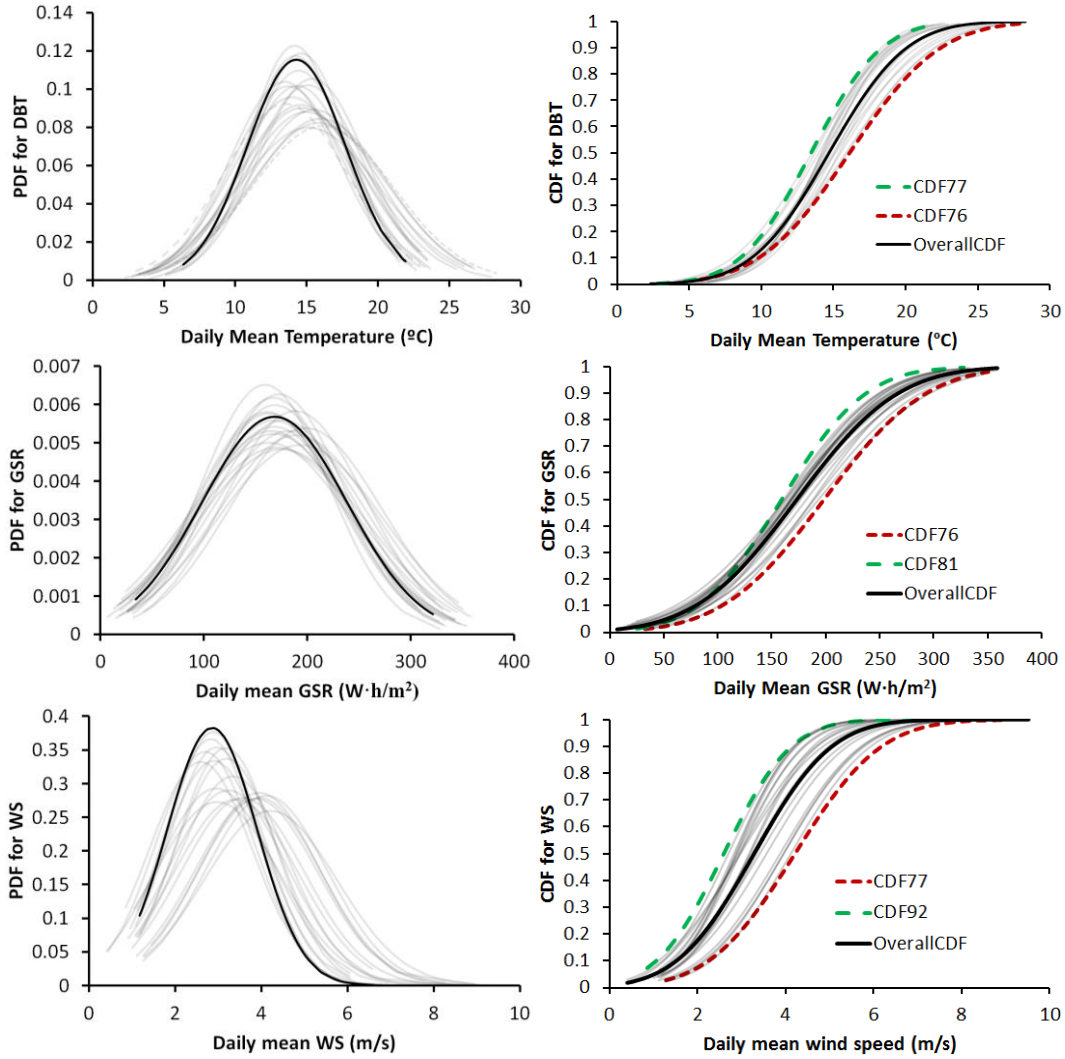 PDF for DBT
0.14
0.12
0.1
0.08
0.06
0.04
0.02
0
0 5 10 15 20 25 30
Daily Mean Temperature (ºC)
CDF for DBT
1
0.9
0.8
0.7
0.6
0.5
0.4
0.3
0.2
0.1
0
CDF77
CDF76
OverallCDF
0 5 10 15 20 25 30
Daily Mean Temperature (ºC)
PDF for GSR
0.007
0.006
0.005
0.004
0.003
0.002
0.001
0
0 100 200 300 400
Daily mean GSR (W·h/m²)
CDF for GSR
1
0.9
0.8
0.7
0.6
0.5
0.4
0.3
0.2
0.1
0
CDF76
CDF81
OverallCDF
0 50 100 150 200 250 300 350 400
Daily Mean GSR (W·h/m²)
PDF for WS
0.4
0.35
0.3
0.25
0.2
0.15
0.1
0.05
0
0 2 4 6 8 10
Daily mean WS (m/s)
CDF for WS
1
0.9
0.8
0.7
0.6
0.5
0.4
0.3
0.2
0.1
0
CDF77
CDF92
OverallCDF
0 2 4 6 8 10
Daily mean wind speed (m/s)